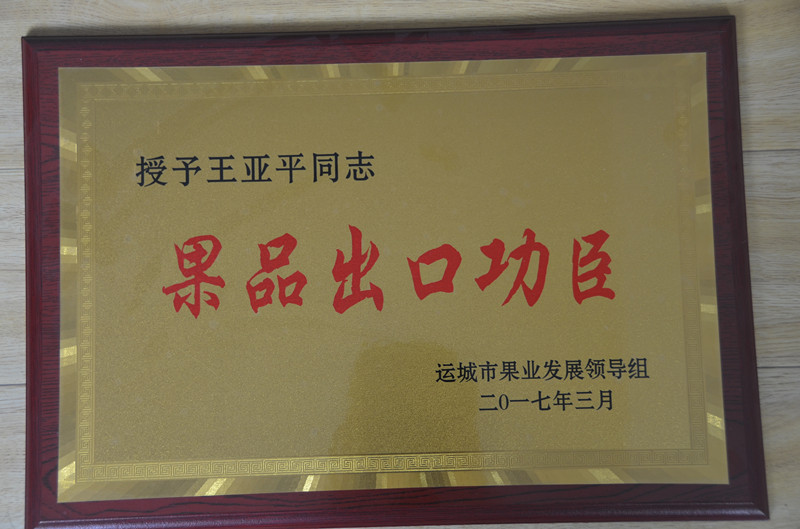 授予王亚平同志
果品出口功臣
运城市果业发展领导组
二〇一七年三月